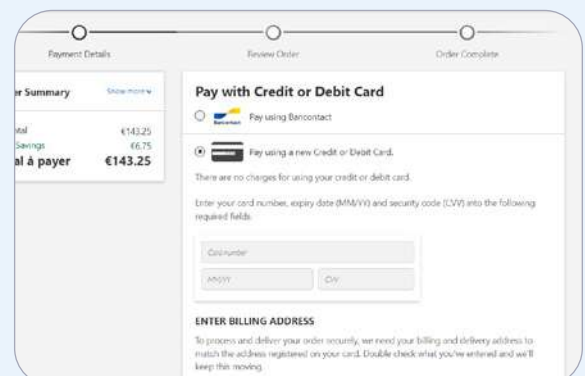 Payment Details
Review Order
Order Complete
er Summary
Show more
otal
€143.25
Savings
€6.75
al à payer
€143.25
Pay with Credit or Debit Card
Bancontact
Pay using Bancontact
Pay using a new Credit or Debit Card.
There are no charges for using your credit or debit card.
Enter your card number, expiry date (MM/YY) and security code (CVV) into the following
required fields.
Card number
MM/YY
CVV
ENTER BILLING ADDRESS
To process and deliver your order securely, we need your billing and delivery address to
match the address registered on your card. Double check what you've entered and we'll
keep this moving.